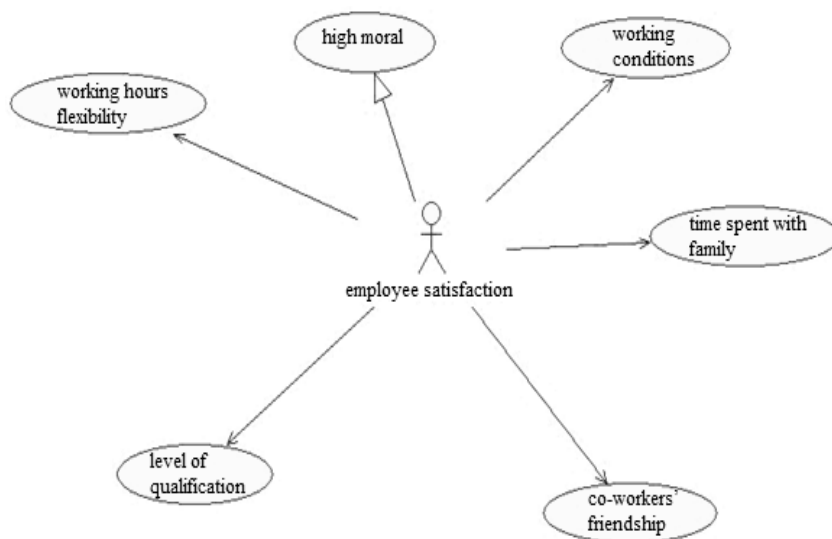 high moral
working
conditions
working hours
flexibility
time spent with
family
employee satisfaction
level of
qualification
co-workers'
friendship